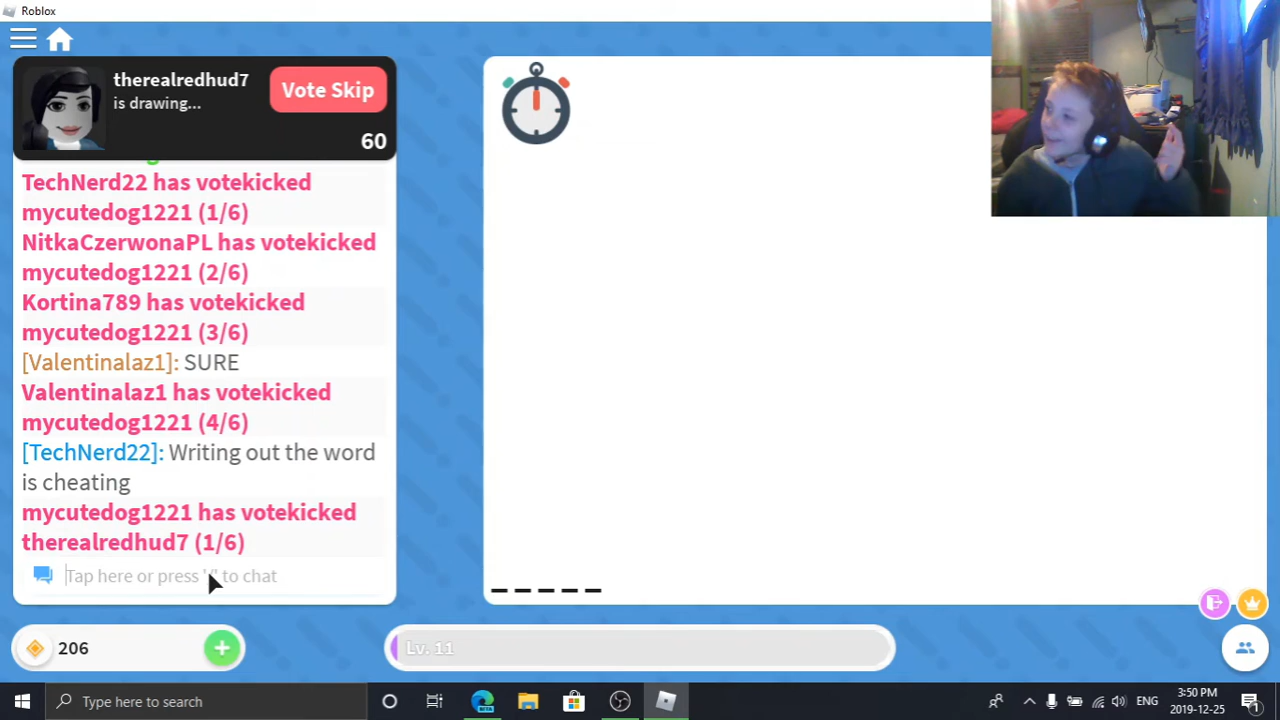 Roblox
therealredhud7
is drawing...
Vote Skip
60
TechNerd22 has votekicked
mycutedog1221 (1/6)
NitkaCzerwonaPL has votekicked
mycutedog1221 (2/6)
Kortina789 has votekicked
mycutedog1221 (3/6)
[Valentinalaz1]: SURE
Valentinalaz1 has votekicked
mycutedog1221 (4/6)
[TechNerd22]: Writing out the word
is cheating
mycutedog1221 has votekicked
therealredhud7 (1/6)
Tap here or press '/' to chat
206
Lv. 11
Type here to search
ENG
3:50 PM
2019-12-25
1